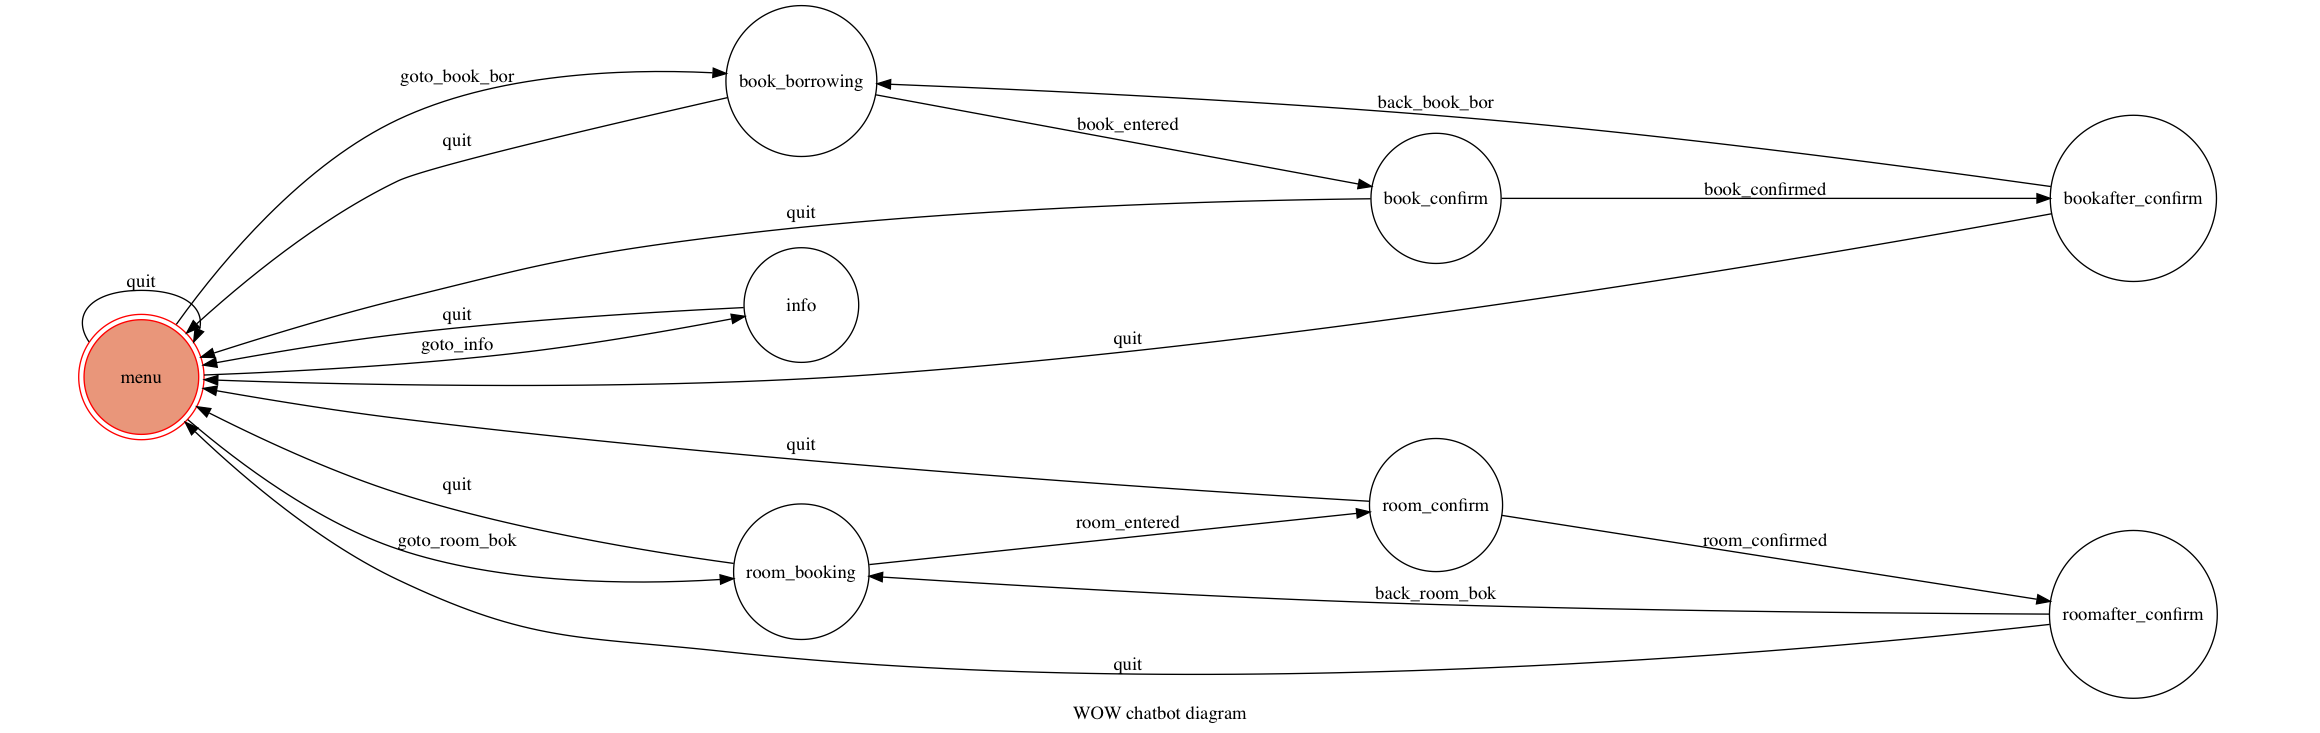 goto_book_bor
book_borrowing
quit
back_book_bor
book_entered
book_confirm
book_confirmed
bookafter_confirm
quit
info
quit
quit
goto_info
quit
menu
quit
quit
room_confirm
goto_room_bok
room_entered
room_confirmed
room_booking
back_room_bok
roomafter_confirm
quit
WOW chatbot diagram